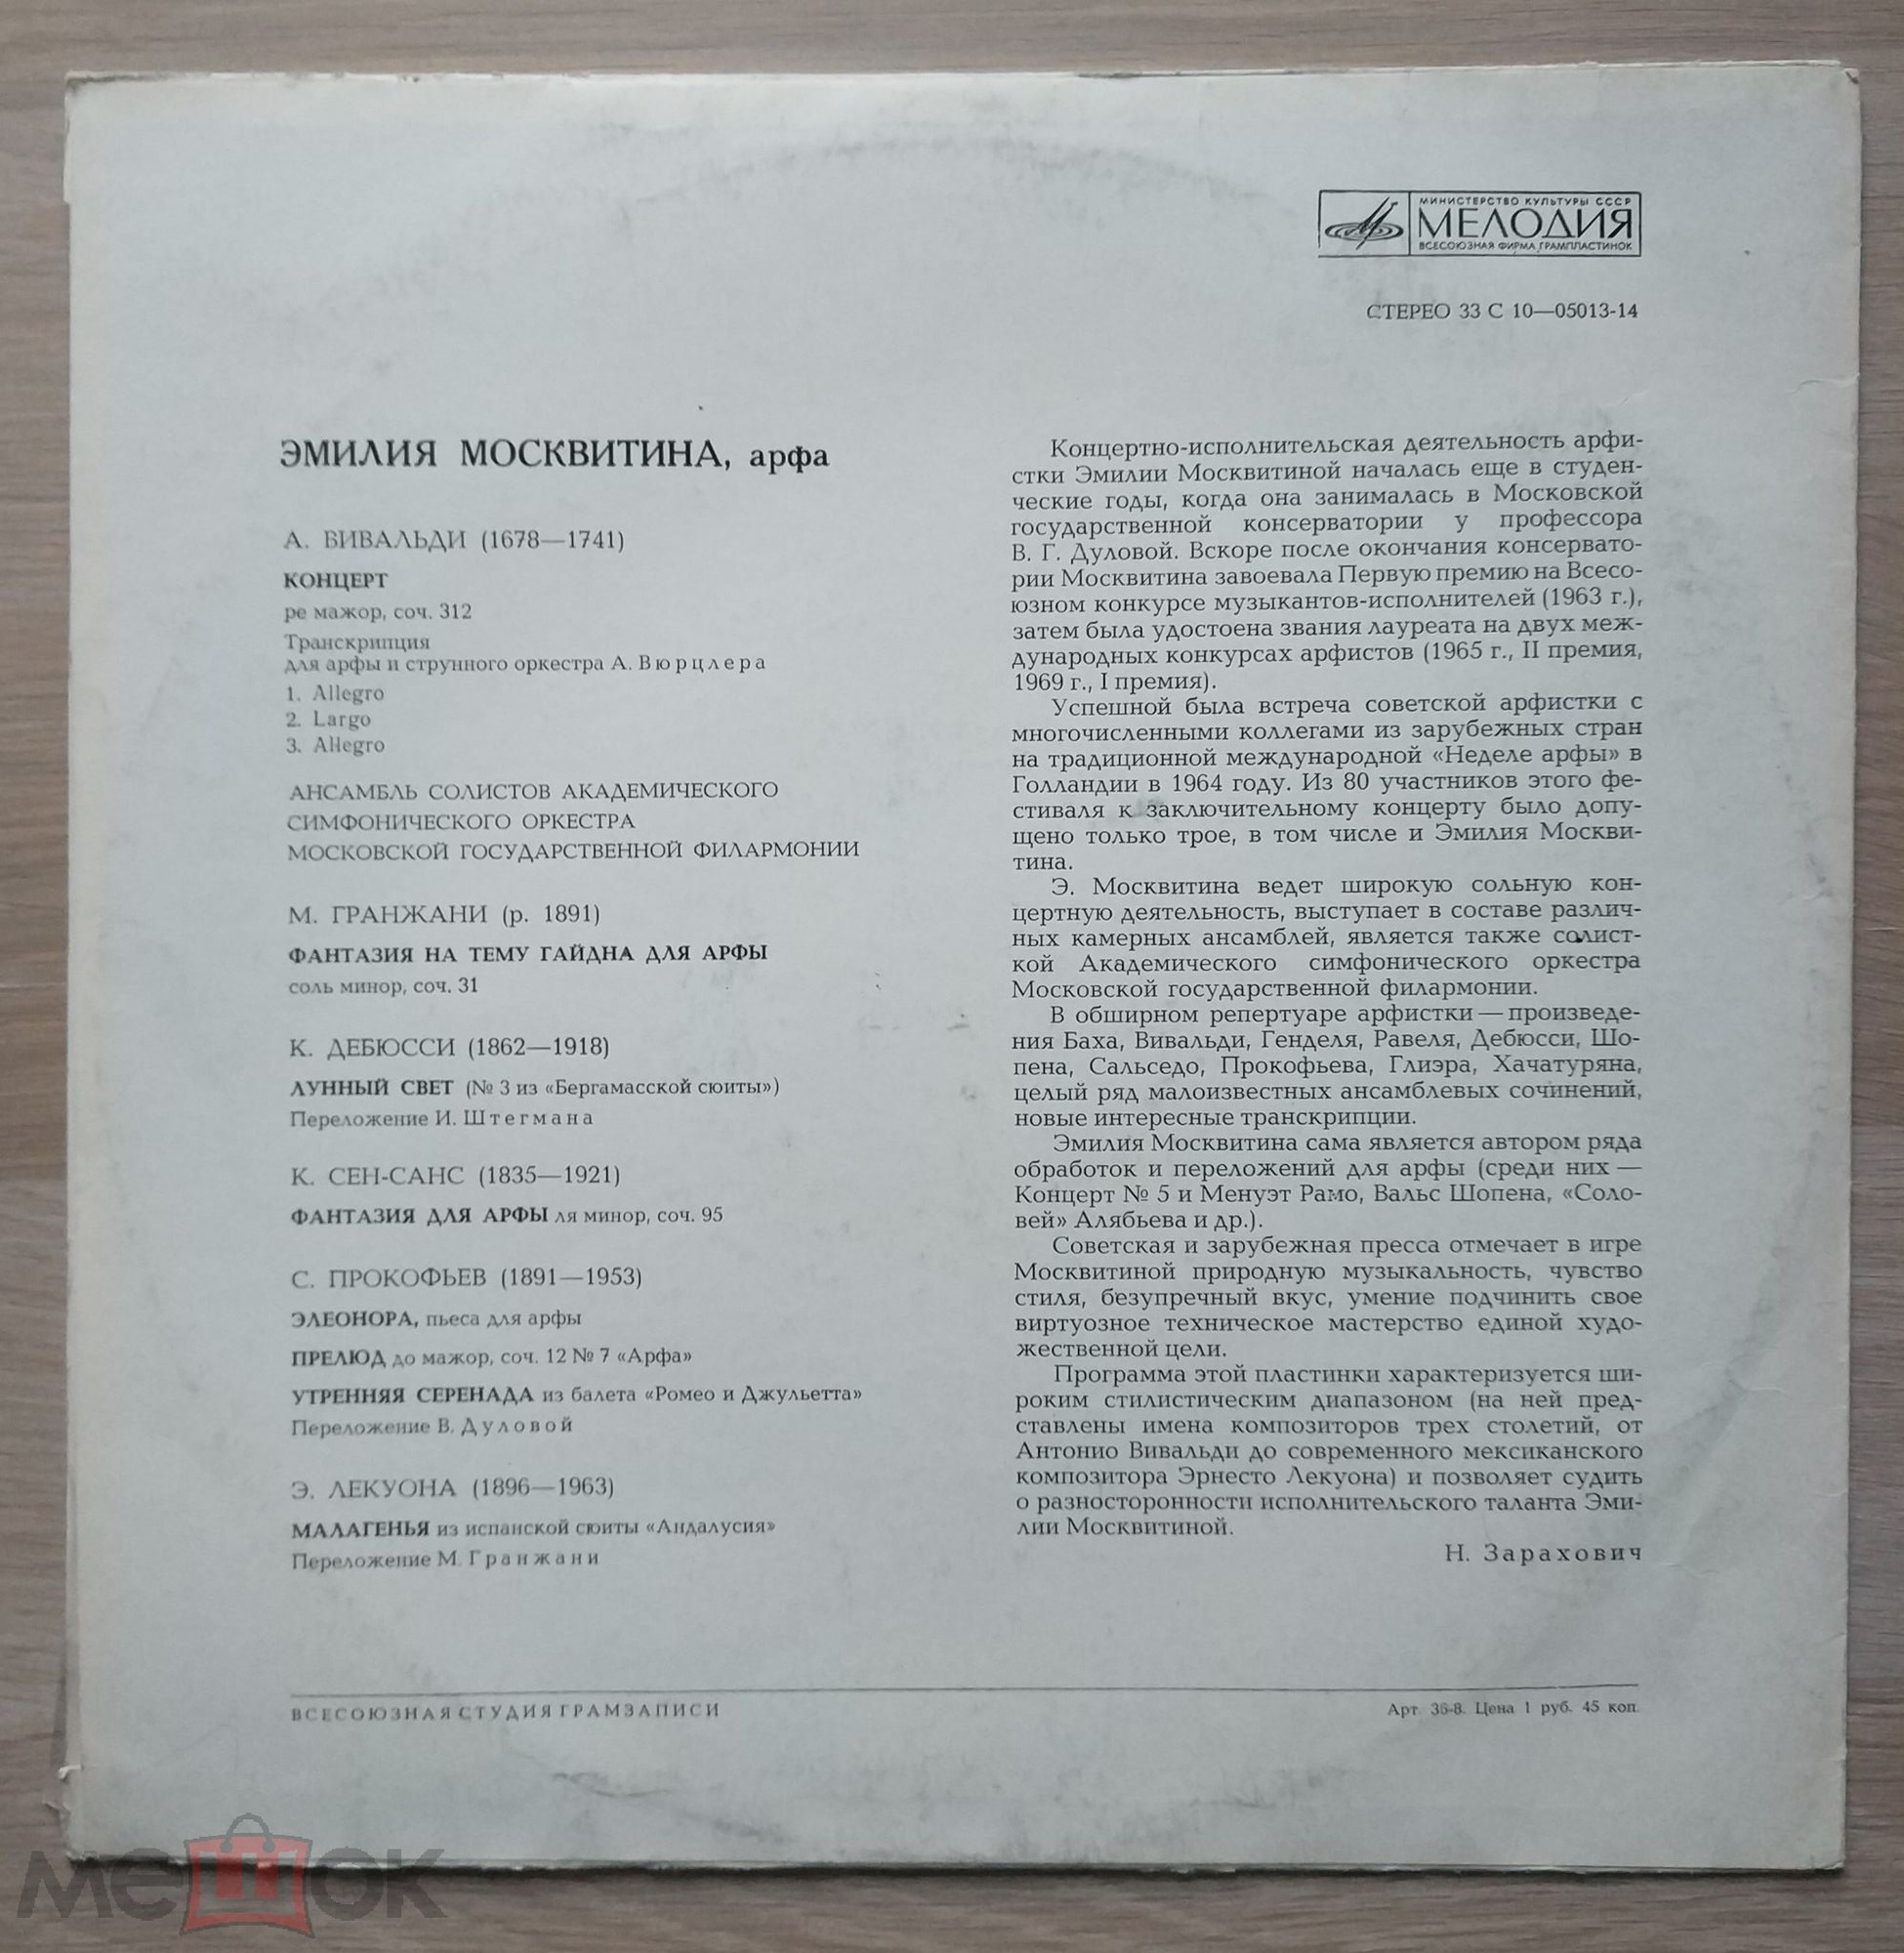 МИНИСТЕРСТВО КУЛЬТУРЫ СССР
МЕЛОДИЯ
ВСЕСОЮЗНАЯ ФИРМА ГРАМПЛАСТИНОК
СТЕРЕО 33 С 10—05013-14
ЭМИЛИЯ МОСКВИТИНА, арфа
А. ВИВАЛЬДИ (1678—1741)
КОНЦЕРТ
ре мажор, соч. 312
Транскрипция
для арфы и струнного оркестра А. Вюрцлера
1. Allegro
2. Largo
3. Allegro
АНСАМБЛЬ СОЛИСТОВ АКАДЕМИЧЕСКОГО
СИМФОНИЧЕСКОГО ОРКЕСТРА
МОСКОВСКОЙ ГОСУДАРСТВЕННОЙ ФИЛАРМОНИИ
М. ГРАНЖАНИ (р. 1891)
ФАНТАЗИЯ НА ТЕМУ ГАЙДНА ДЛЯ АРФЫ
соль минор, соч. 31
К. ДЕБЮССИ (1862—1918)
ЛУННЫЙ СВЕТ (№ 3 из «Бергамасской сюиты»)
Переложение И. Штегмана
К. СЕН-САНС (1835—1921)
ФАНТАЗИЯ ДЛЯ АРФЫ ля минор, соч. 95
С. ПРОКОФЬЕВ (1891—1953)
ЭЛЕОНОРА, пьеса для арфы
ПРЕЛЮД до мажор, соч. 12 № 7 «Арфа»
УТРЕННЯЯ СЕРЕНАДА из балета «Ромео и Джульетта»
Переложение В. Дуловой
Э. ЛЕКУОНА (1896—1963)
МАЛАГЕНЬЯ из испанской сюиты «Андалусия»
Переложение М. Гранжани
Концертно-исполнительская деятельность арфи-
стки Эмилии Москвитиной началась еще в студен-
ческие годы, когда она занималась в Московской
государственной консерватории у профессора
В. Г. Дуловой. Вскоре после окончания консервато-
рии Москвитина завоевала Первую премию на Всесо-
юзном конкурсе музыкантов-исполнителей (1963 г.),
затем была удостоена звания лауреата на двух меж-
дународных конкурсах арфистов (1965 г., II премия,
1969 г., I премия).
Успешной была встреча советской арфистки с
многочисленными коллегами из зарубежных стран
на традиционной международной «Неделе арфы» в
Голландии в 1964 году. Из 80 участников этого фе-
стиваля к заключительному концерту было допу-
щено только трое, в том числе и Эмилия Москви-
тина.
Э. Москвитина ведет широкую сольную кон-
цертную деятельность, выступает в составе различ-
ных камерных ансамблей, является также солист-
кой Академического симфонического оркестра
Московской государственной филармонии.
В обширном репертуаре арфистки — произведе-
ния Баха, Вивальди, Генделя, Равеля, Дебюсси, Шо-
пена, Сальседо, Прокофьева, Глиэра, Хачатуряна,
целый ряд малоизвестных ансамблевых сочинений,
новые интересные транскрипции.
Эмилия Москвитина сама является автором ряда
обработок и переложений для арфы (среди них —
Концерт № 5 и Менуэт Рамо, Вальс Шопена, «Соло-
вей» Алябьева и др.).
Советская и зарубежная пресса отмечает в игре
Москвитиной природную музыкальность, чувство
стиля, безупречный вкус, умение подчинить свое
виртуозное техническое мастерство единой худо-
жественной цели.
Программа этой пластинки характеризуется ши-
роким стилистическим диапазоном (на ней пред-
ставлены имена композиторов трех столетий, от
Антонио Вивальди до современного мексиканского
композитора Эрнесто Лекуона) и позволяет судить
о разносторонности исполнительского таланта Эми-
лии Москвитиной.
Н. Зарахович
ВСЕСОЮЗНАЯ СТУДИЯ ГРАМЗАПИСИ
Арт. 36-8. Цена 1 руб. 45 коп.
мешок